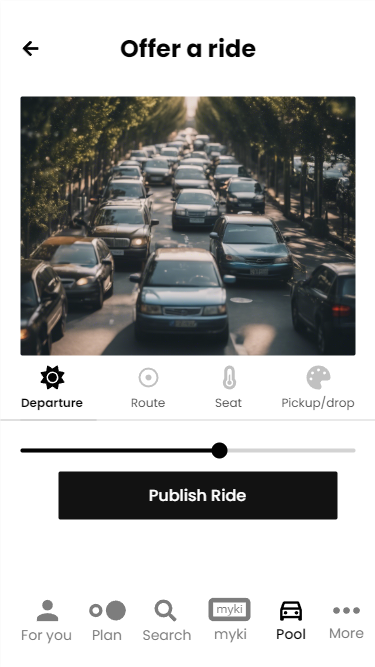 Offer a ride
Departure Route Seat Pickup/drop
Publish Ride
myki
For you Plan Search myki Pool More